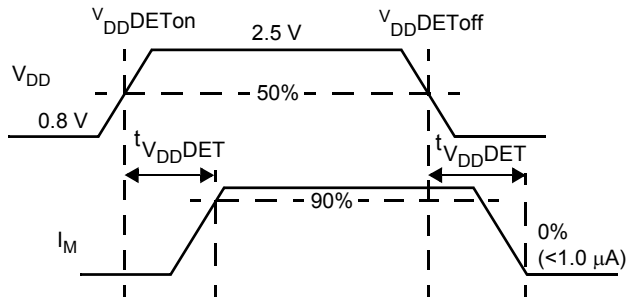 VDDDETon
VDDDEToff
2.5 V
VDD
50%
0.8 V
tVDDDET
tVDDDET
90%
IM
0%
(<1.0 μA)